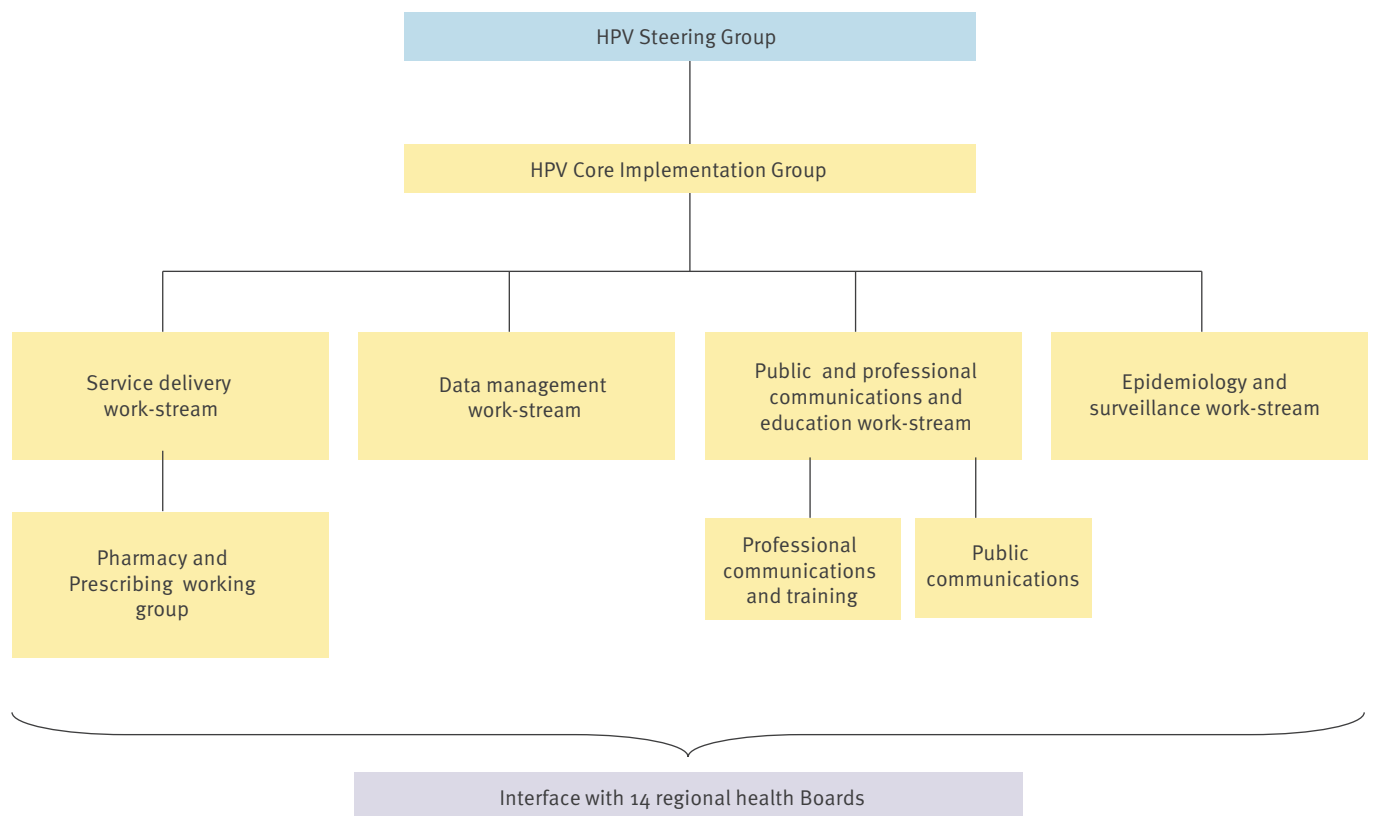 HPV Steering Group
HPV Core Implementation Group
Service delivery
work-stream
Data management
work-stream
Public and professional
communications and
education work-stream
Epidemiology and
surveillance work-stream
Pharmacy and
Prescribing working
group
Professional
communications
and training
Public
communications
Interface with 14 regional health Boards